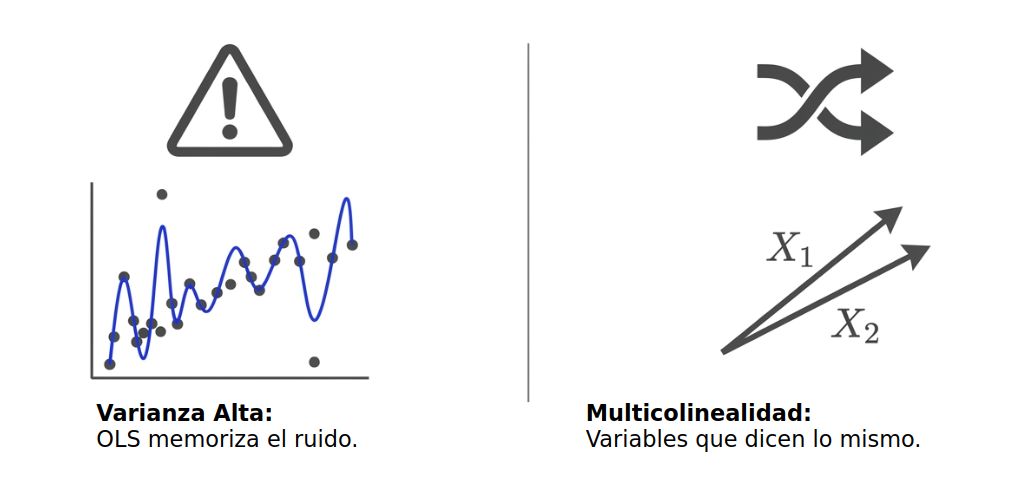 Varianza Alta:
OLS memoriza el ruido.
X₁
X₂
Multicolinealidad:
Variables que dicen lo mismo.